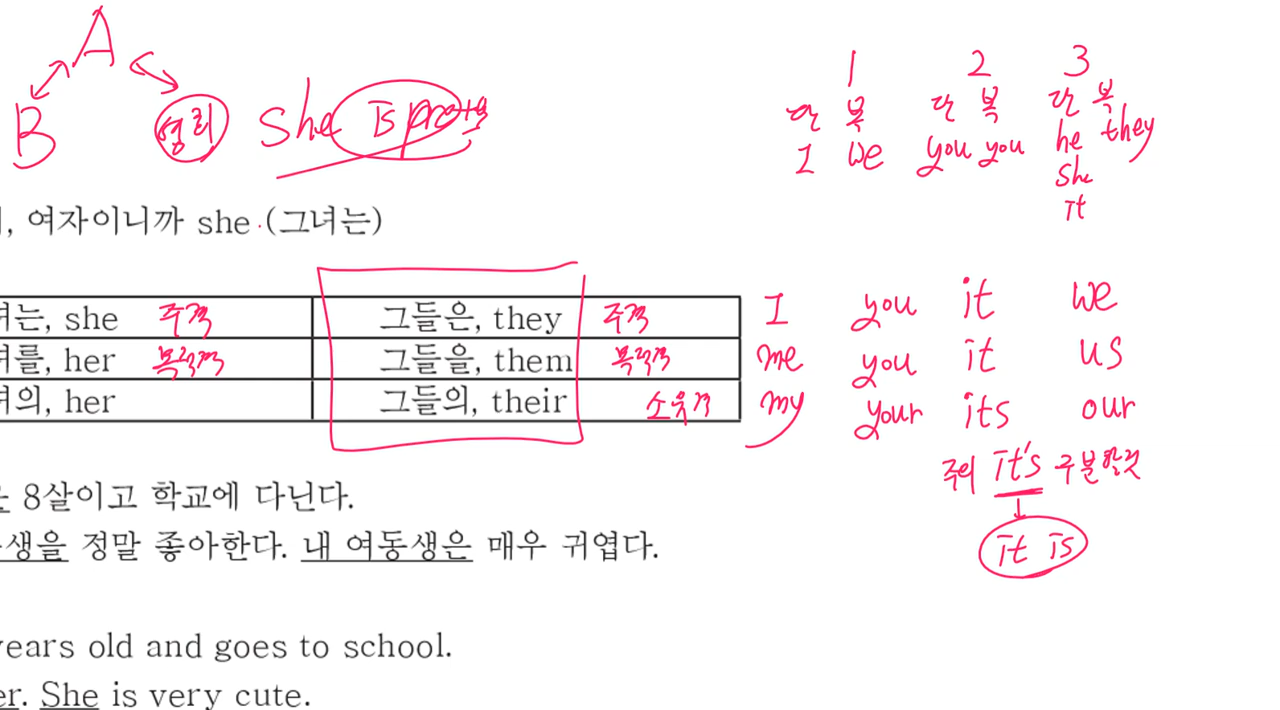 A
B
영희
she is pretty
1 2 3
단 복 단 복 단 복
I we you you he they
she
it
, 여자이니까 she (그녀는)
는, she 주격 그들은, they 주격 I you it we
를, her 목적격 그들을, them 목적격 me you it us
의, her 그들의, their 소유격 my your its our
주의 it's 구분할것
it is
8살이고 학교에 다닌다.
생을 정말 좋아한다. 내 여동생은 매우 귀엽다.
years old and goes to school.
er. She is very cute.